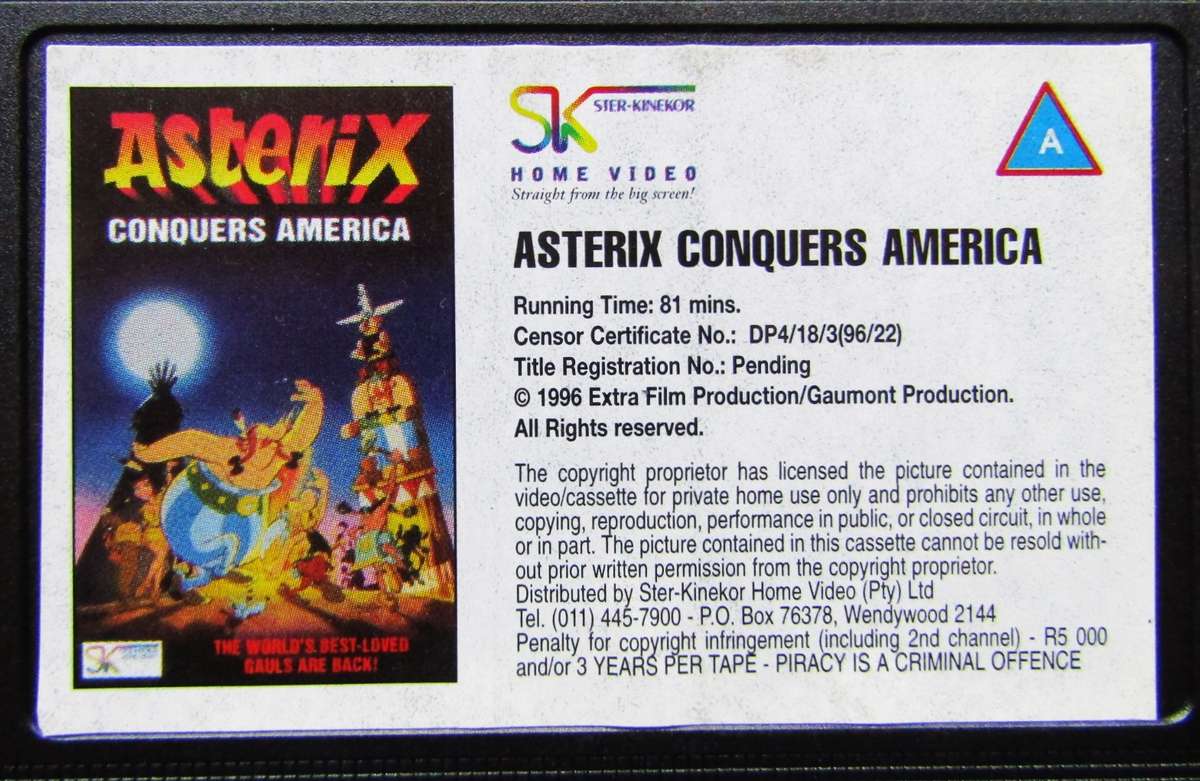 Asterix
CONQUERS AMERICA
THE WORLD'S BEST-LOVED
GAULS ARE BACK!
SK
SK STER-KINEKOR
HOME VIDEO
Straight from the big screen!
A
ASTERIX CONQUERS AMERICA
Running Time: 81 mins.
Censor Certificate No.: DP4/18/3(96/22)
Title Registration No.: Pending
© 1996 Extra Film Production/Gaumont Production.
All Rights reserved.
The copyright proprietor has licensed the picture contained in the
video/cassette for private home use only and prohibits any other use,
copying, reproduction, performance in public, or closed circuit, in whole
or in part. The picture contained in this cassette cannot be resold with-
out prior written permission from the copyright proprietor.
Distributed by Ster-Kinekor Home Video (Pty) Ltd
Tel. (011) 445-7900 - P.O. Box 76378, Wendywood 2144
Penalty for copyright infringement (including 2nd channel) - R5 000
and/or 3 YEARS PER TAPE - PIRACY IS A CRIMINAL OFFENCE